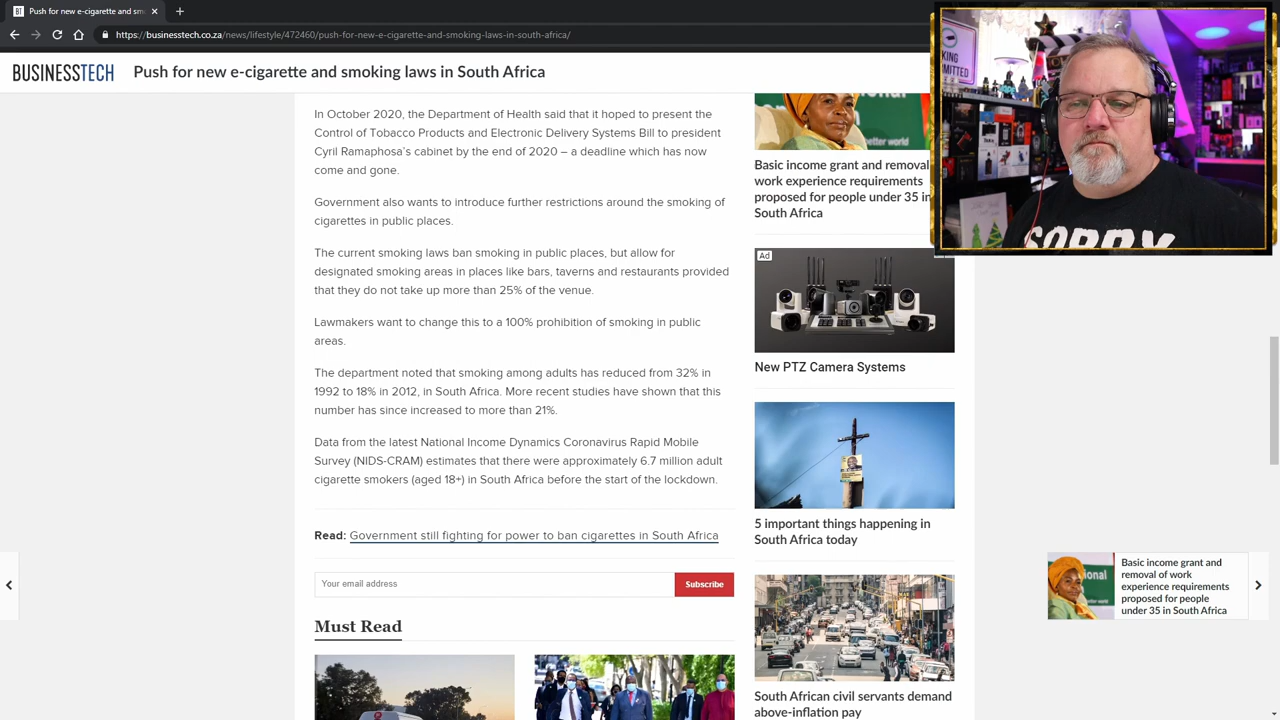 BT Push for new e-cigarette and smo
https://businesstech.co.za/news/lifestyle/472460/push-for-new-e-cigarette-and-smoking-laws-in-south-africa/
BUSINESSTECH
Push for new e-cigarette and smoking laws in South Africa
In October 2020, the Department of Health said that it hoped to present the
Control of Tobacco Products and Electronic Delivery Systems Bill to president
Cyril Ramaphosa's cabinet by the end of 2020 – a deadline which has now
come and gone.
Government also wants to introduce further restrictions around the smoking of
cigarettes in public places.
The current smoking laws ban smoking in public places, but allow for
designated smoking areas in places like bars, taverns and restaurants provided
that they do not take up more than 25% of the venue.
Lawmakers want to change this to a 100% prohibition of smoking in public
areas.
The department noted that smoking among adults has reduced from 32% in
1992 to 18% in 2012, in South Africa. More recent studies have shown that this
number has since increased to more than 21%.
Data from the latest National Income Dynamics Coronavirus Rapid Mobile
Survey (NIDS-CRAM) estimates that there were approximately 6.7 million adult
cigarette smokers (aged 18+) in South Africa before the start of the lockdown.
Read: Government still fighting for power to ban cigarettes in South Africa
Your email address
Subscribe
Must Read
onal
better world
Basic income grant and removal
work experience requirements
proposed for people under 35 in
South Africa
Ad
New PTZ Camera Systems
5 important things happening in
South Africa today
South African civil servants demand
above-inflation pay
KING
MITTED
SORRY
onal
Basic income grant and
removal of work
experience requirements
proposed for people
under 35 in South Africa